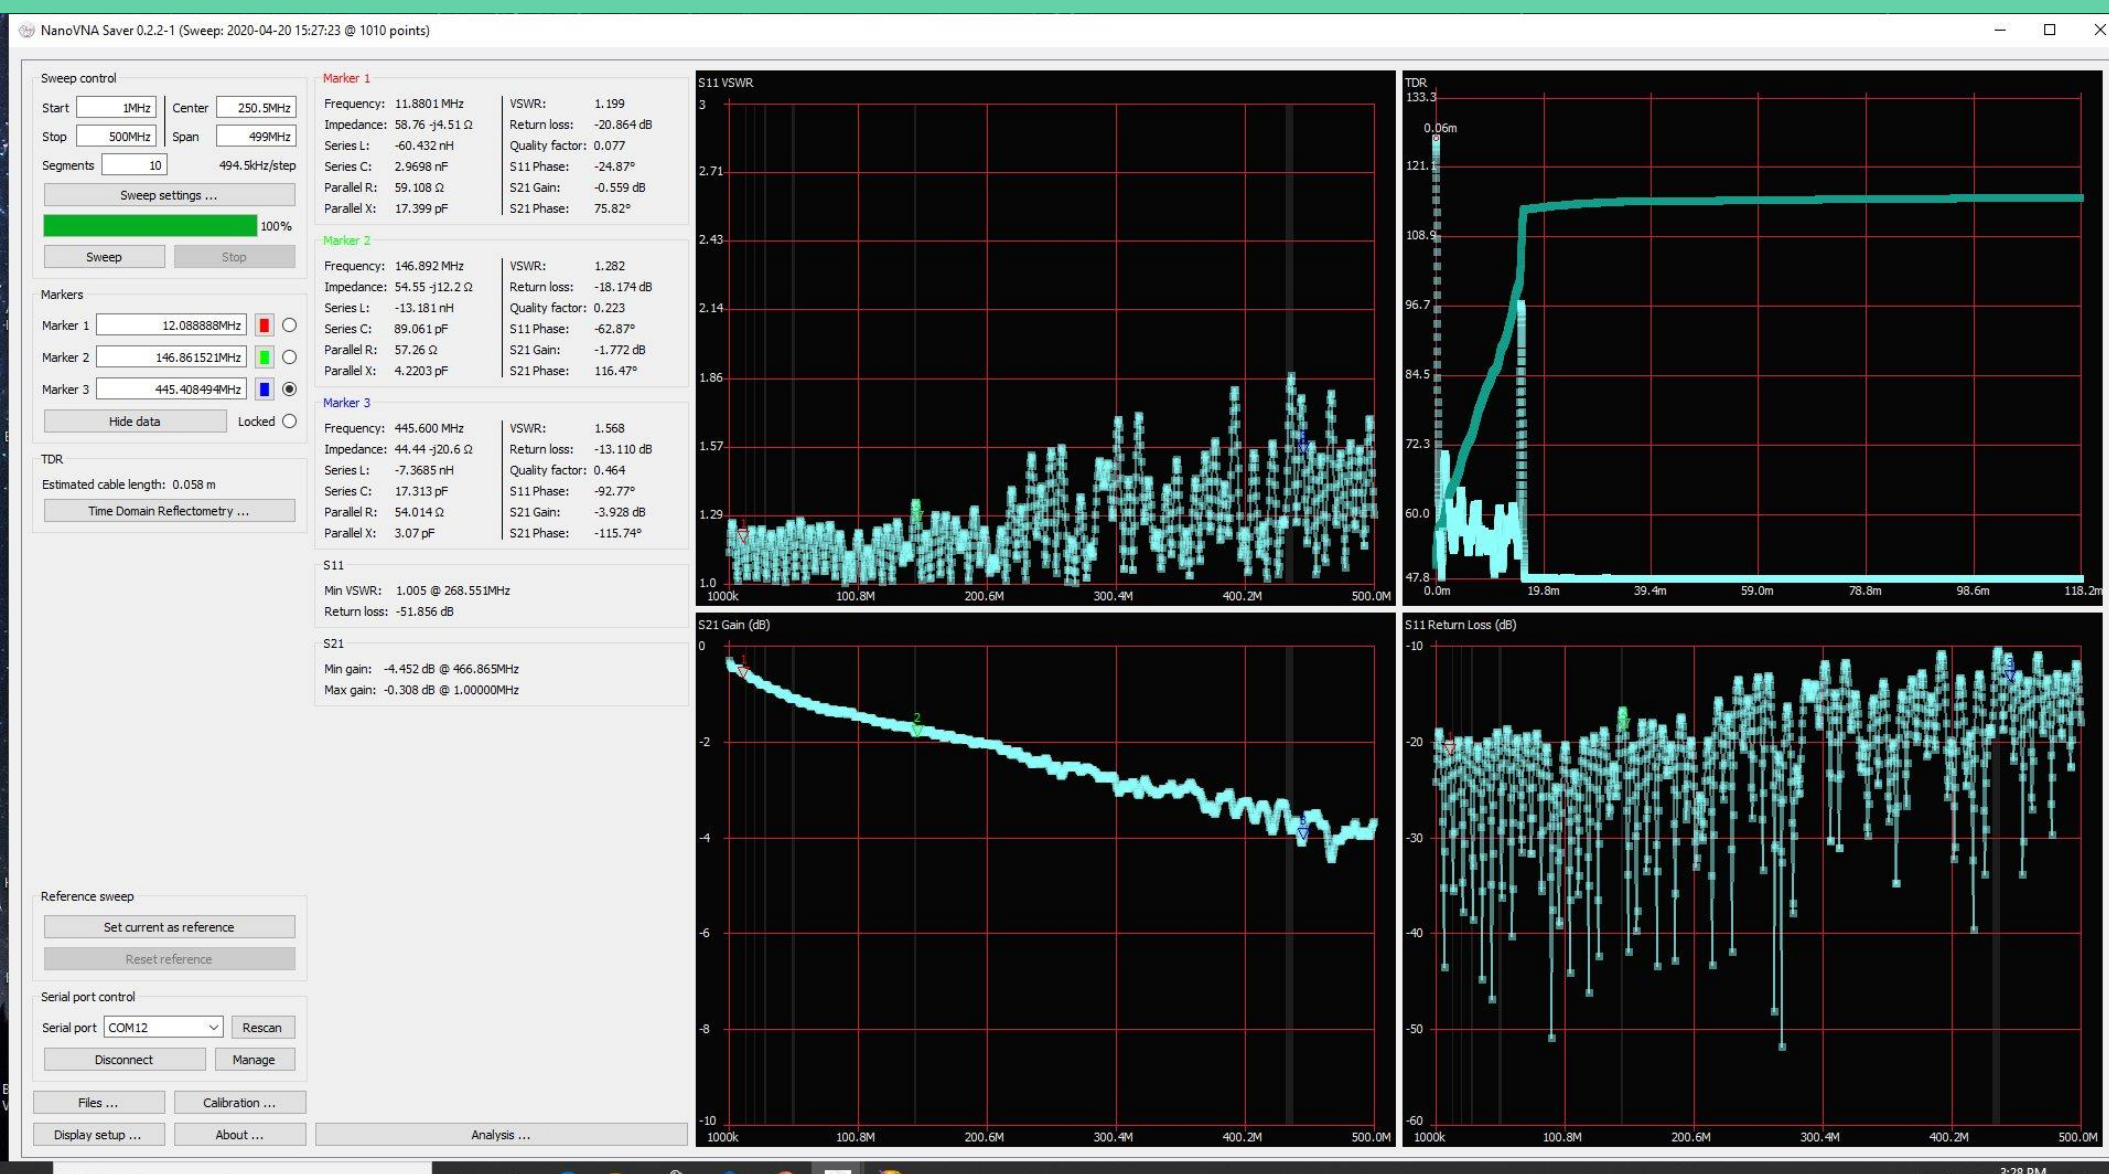 NanoVNA Saver 0.2.2-1 (Sweep: 2020-04-20 15:27:23 @ 1010 points)
Sweep control
Start 1MHz Center 250.5MHz
Stop 500MHz Span 499MHz
Segments 10 494.5kHz/step
Sweep settings ...
100%
Sweep Stop
Markers
Marker 1 12.088888MHz
Marker 2 146.861521MHz
Marker 3 445.408494MHz
Hide data Locked
TDR
Estimated cable length: 0.058 m
Time Domain Reflectometry ...
Reference sweep
Set current as reference
Reset reference
Serial port control
Serial port COM12 Rescan
Disconnect Manage
Files ... Calibration ...
Display setup ... About ...
Marker 1
Frequency: 11.8801 MHz VSWR: 1.199
Impedance: 58.76 -j4.51 Ω Return loss: -20.864 dB
Series L: -60.432 nH Quality factor: 0.077
Series C: 2.9698 nF S11 Phase: -24.87°
Parallel R: 59.108 Ω S21 Gain: -0.559 dB
Parallel X: 17.399 pF S21 Phase: 75.82°
Marker 2
Frequency: 146.892 MHz VSWR: 1.282
Impedance: 54.55 -j12.2 Ω Return loss: -18.174 dB
Series L: -13.181 nH Quality factor: 0.223
Series C: 89.061 pF S11 Phase: -62.87°
Parallel R: 57.26 Ω S21 Gain: -1.772 dB
Parallel X: 4.2203 pF S21 Phase: 116.47°
Marker 3
Frequency: 445.600 MHz VSWR: 1.568
Impedance: 44.44 -j20.6 Ω Return loss: -13.110 dB
Series L: -7.3685 nH Quality factor: 0.464
Series C: 17.313 pF S11 Phase: -92.77°
Parallel R: 54.014 Ω S21 Gain: -3.928 dB
Parallel X: 3.07 pF S21 Phase: -115.74°
S11
Min VSWR: 1.005 @ 268.551MHz
Return loss: -51.856 dB
S21
Min gain: -4.452 dB @ 466.865MHz
Max gain: -0.308 dB @ 1.00000MHz
Analysis ...
S11 VSWR
3
2.71
2.43
2.14
1.86
1.57
1.29
1.0
1000k 100.8M 200.6M 300.4M 400.2M 500.0M
1
TDR
133.3
0.06m
121.1
108.9
96.7
84.5
72.3
60.0
47.8
0.0m 19.8m 39.4m 59.0m 78.8m 98.6m 118.2m
S21 Gain (dB)
0
-2
-4
-6
-8
-10
1000k 100.8M 200.6M 300.4M 400.2M 500.0M
1
2
3
S11 Return Loss (dB)
-10
-20
-30
-40
-50
-60
1000k 100.8M 200.6M 300.4M 400.2M 500.0M
1
3
3:28 PM